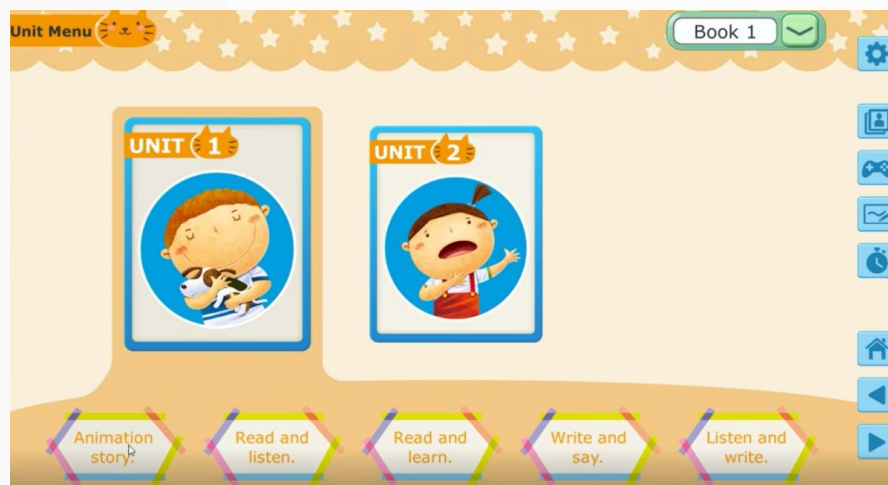 Unit Menu
Book 1
UNIT 1
UNIT 2
Animation
story.
Read and
listen.
Read and
learn.
Write and
say.
Listen and
write.